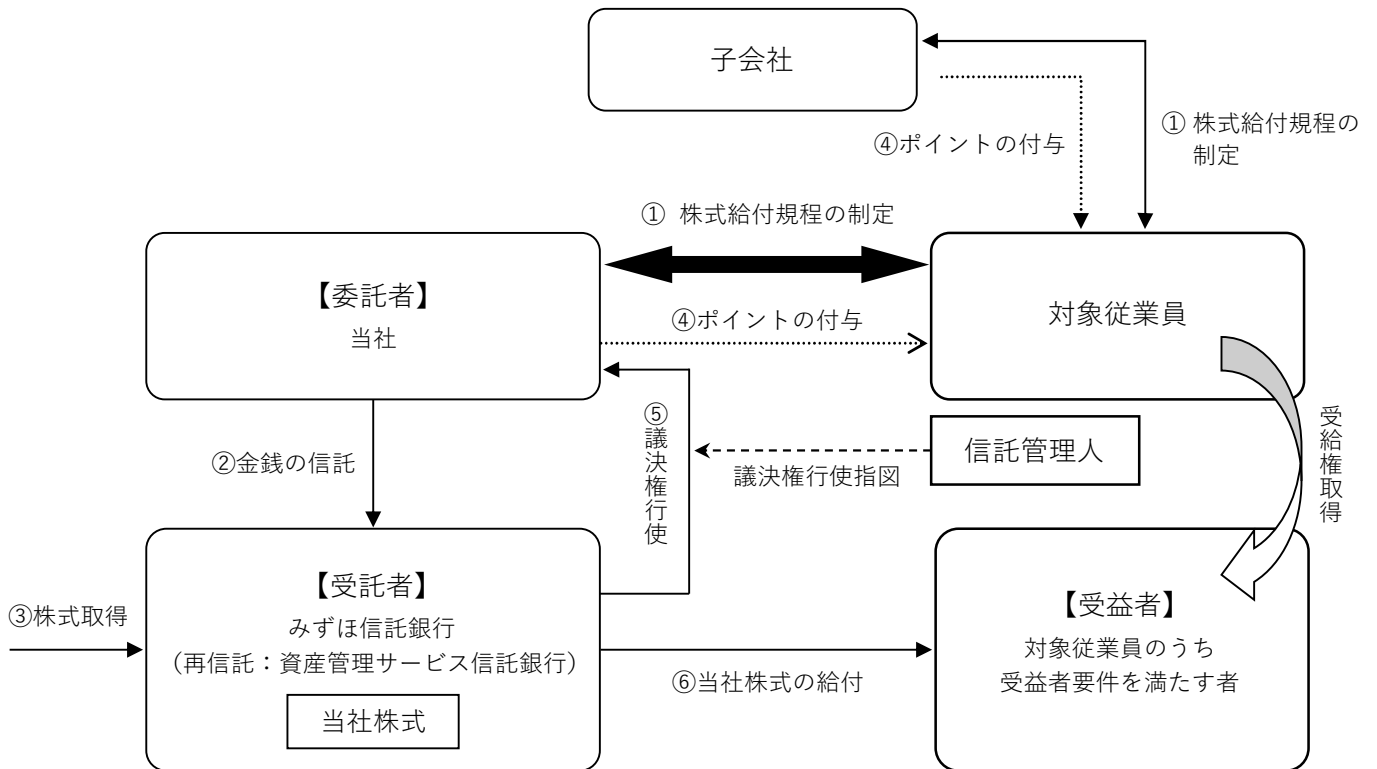 子会社
④ポイントの付与
① 株式給付規程の
制定
① 株式給付規程の制定
【委託者】
当社
④ポイントの付与
対象従業員
②金銭の信託
⑤議決権行使
議決権行使指図
信託管理人
受給権取得
③株式取得
【受託者】
みずほ信託銀行
（再信託：資産管理サービス信託銀行）
当社株式
⑥当社株式の給付
【受益者】
対象従業員のうち
受益者要件を満たす者